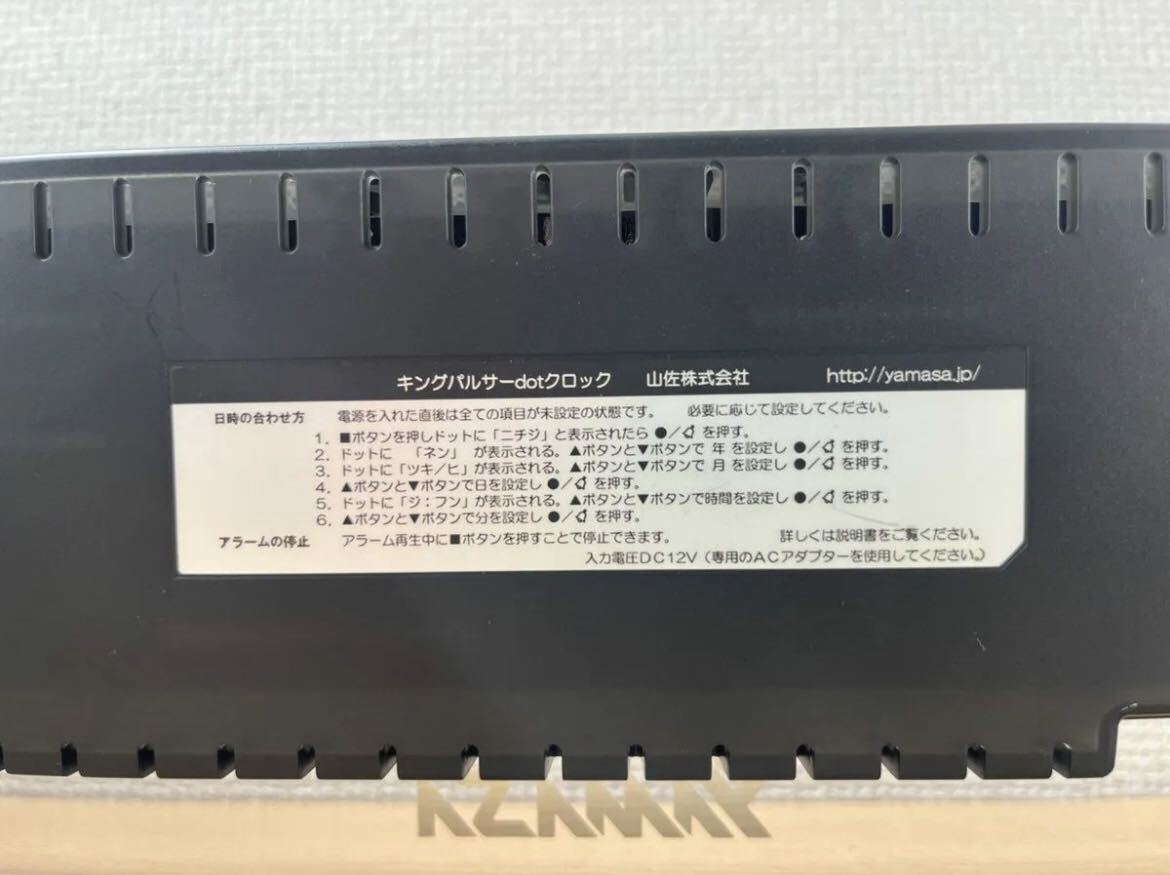 キングパルサーdotクロック 山佐株式会社 http://yamasa.jp/
日時の合わせ方 電源を入れた直後は全ての項目が未設定の状態です。 必要に応じて設定してください。
1. ■ボタンを押しドットに「ニチジ」と表示されたら ●/🔔 を押す。
2. ドットに 「ネン」 が表示される。▲ボタンと▼ボタンで 年 を設定し ●/🔔 を押す。
3. ドットに「ツキ/ヒ」が表示される。▲ボタンと▼ボタンで 月 を設定し ●/🔔 を押す。
4. ▲ボタンと▼ボタンで日を設定し ●/🔔 を押す。
5. ドットに「ジ:フン」が表示される。▲ボタンと▼ボタンで時間を設定し ●/🔔 を押す。
6. ▲ボタンと▼ボタンで分を設定し ●/🔔 を押す。
アラームの停止 アラーム再生中に■ボタンを押すことで停止できます。 詳しくは説明書をご覧ください。
入力電圧DC12V(専用のACアダプターを使用してください。)